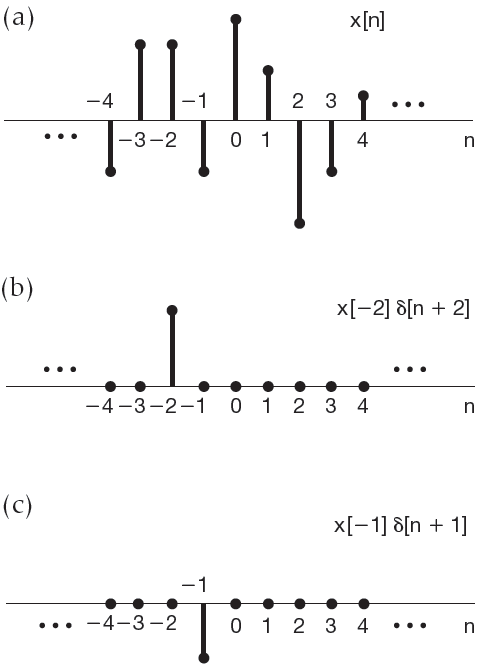 (a) x[n]
−4 −1 2 3 •••
••• −3 −2 0 1 4 n
(b)
x[−2] δ[n + 2]
••• •••
−4 −3 −2 −1 0 1 2 3 4 n
(c)
x[−1] δ[n + 1]
−1
••• −4 −3 −2 0 1 2 3 4 ••• n